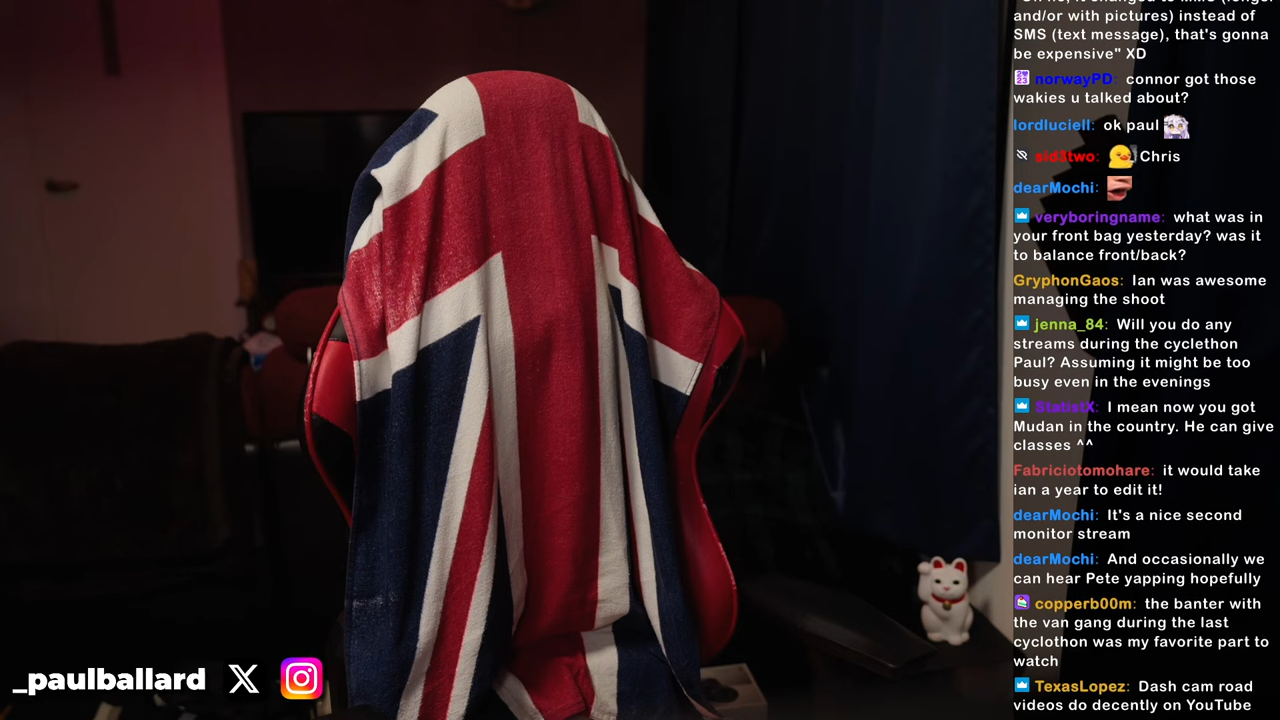 and/or with pictures) instead of
SMS (text message), that's gonna
be expensive" XD
norwayPD: connor got those
wakies u talked about?
lordluciell: ok paul
sid3two: Chris
dearMochi:
veryboringname: what was in
your front bag yesterday? was it
to balance front/back?
GryphonGaos: Ian was awesome
managing the shoot
jenna_84: Will you do any
streams during the cyclethon
Paul? Assuming it might be too
busy even in the evenings
StatistX: I mean now you got
Mudan in the country. He can give
classes ^^
Fabriciotomohare: it would take
ian a year to edit it!
dearMochi: It's a nice second
monitor stream
dearMochi: And occasionally we
can hear Pete yapping hopefully
copperb00m: the banter with
the van gang during the last
cyclothon was my favorite part to
watch
TexasLopez: Dash cam road
videos do decently on YouTube
_paulballard